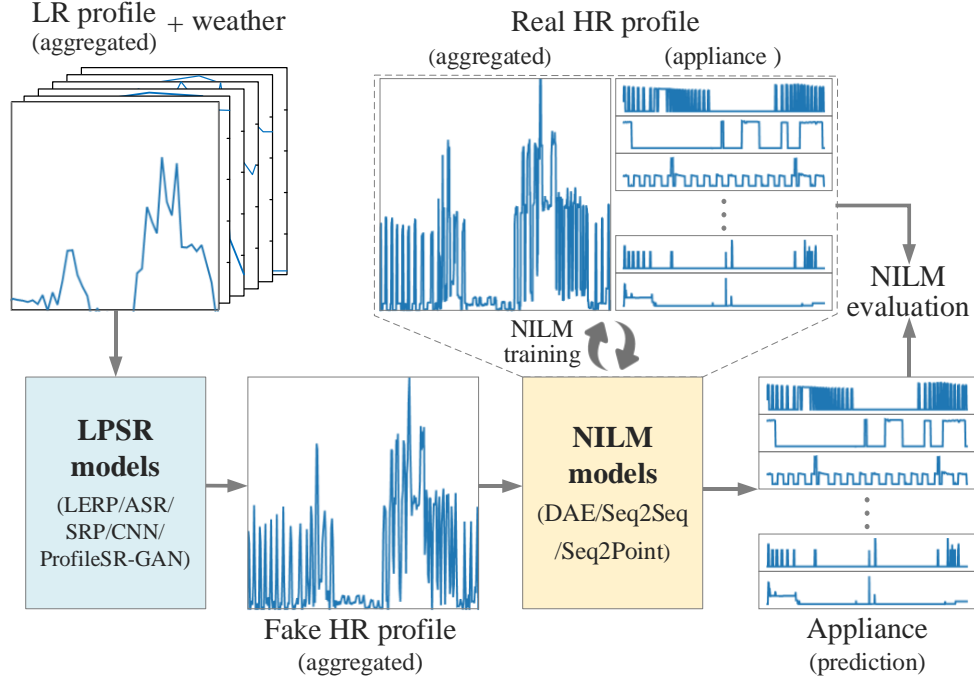 LR profile
(aggregated)
+ weather
Real HR profile
(aggregated)
(appliance )
NILM
evaluation
NILM
training
LPSR
models
(LERP/ASR/
SRP/CNN/
ProfileSR-GAN)
NILM
models
(DAE/Seq2Seq
/Seq2Point)
Fake HR profile
(aggregated)
Appliance
(prediction)